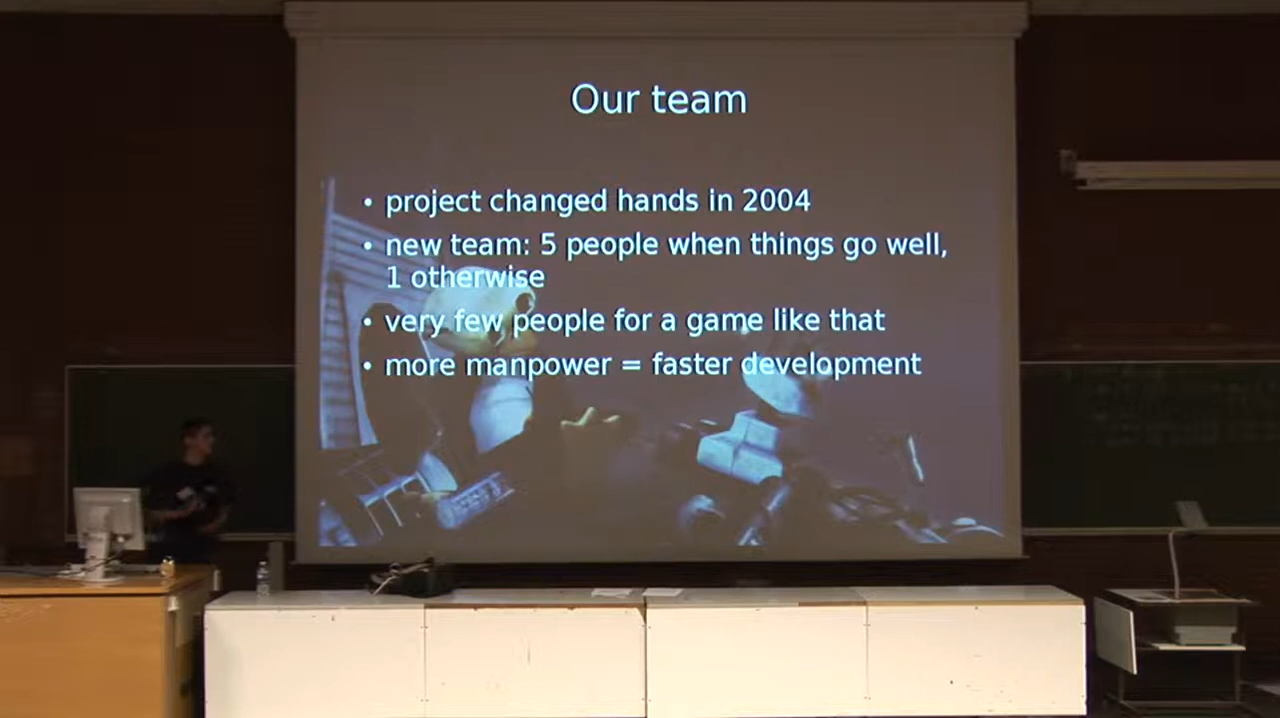 Our team
• project changed hands in 2004
• new team: 5 people when things go well,
1 otherwise
• very few people for a game like that
• more manpower = faster development